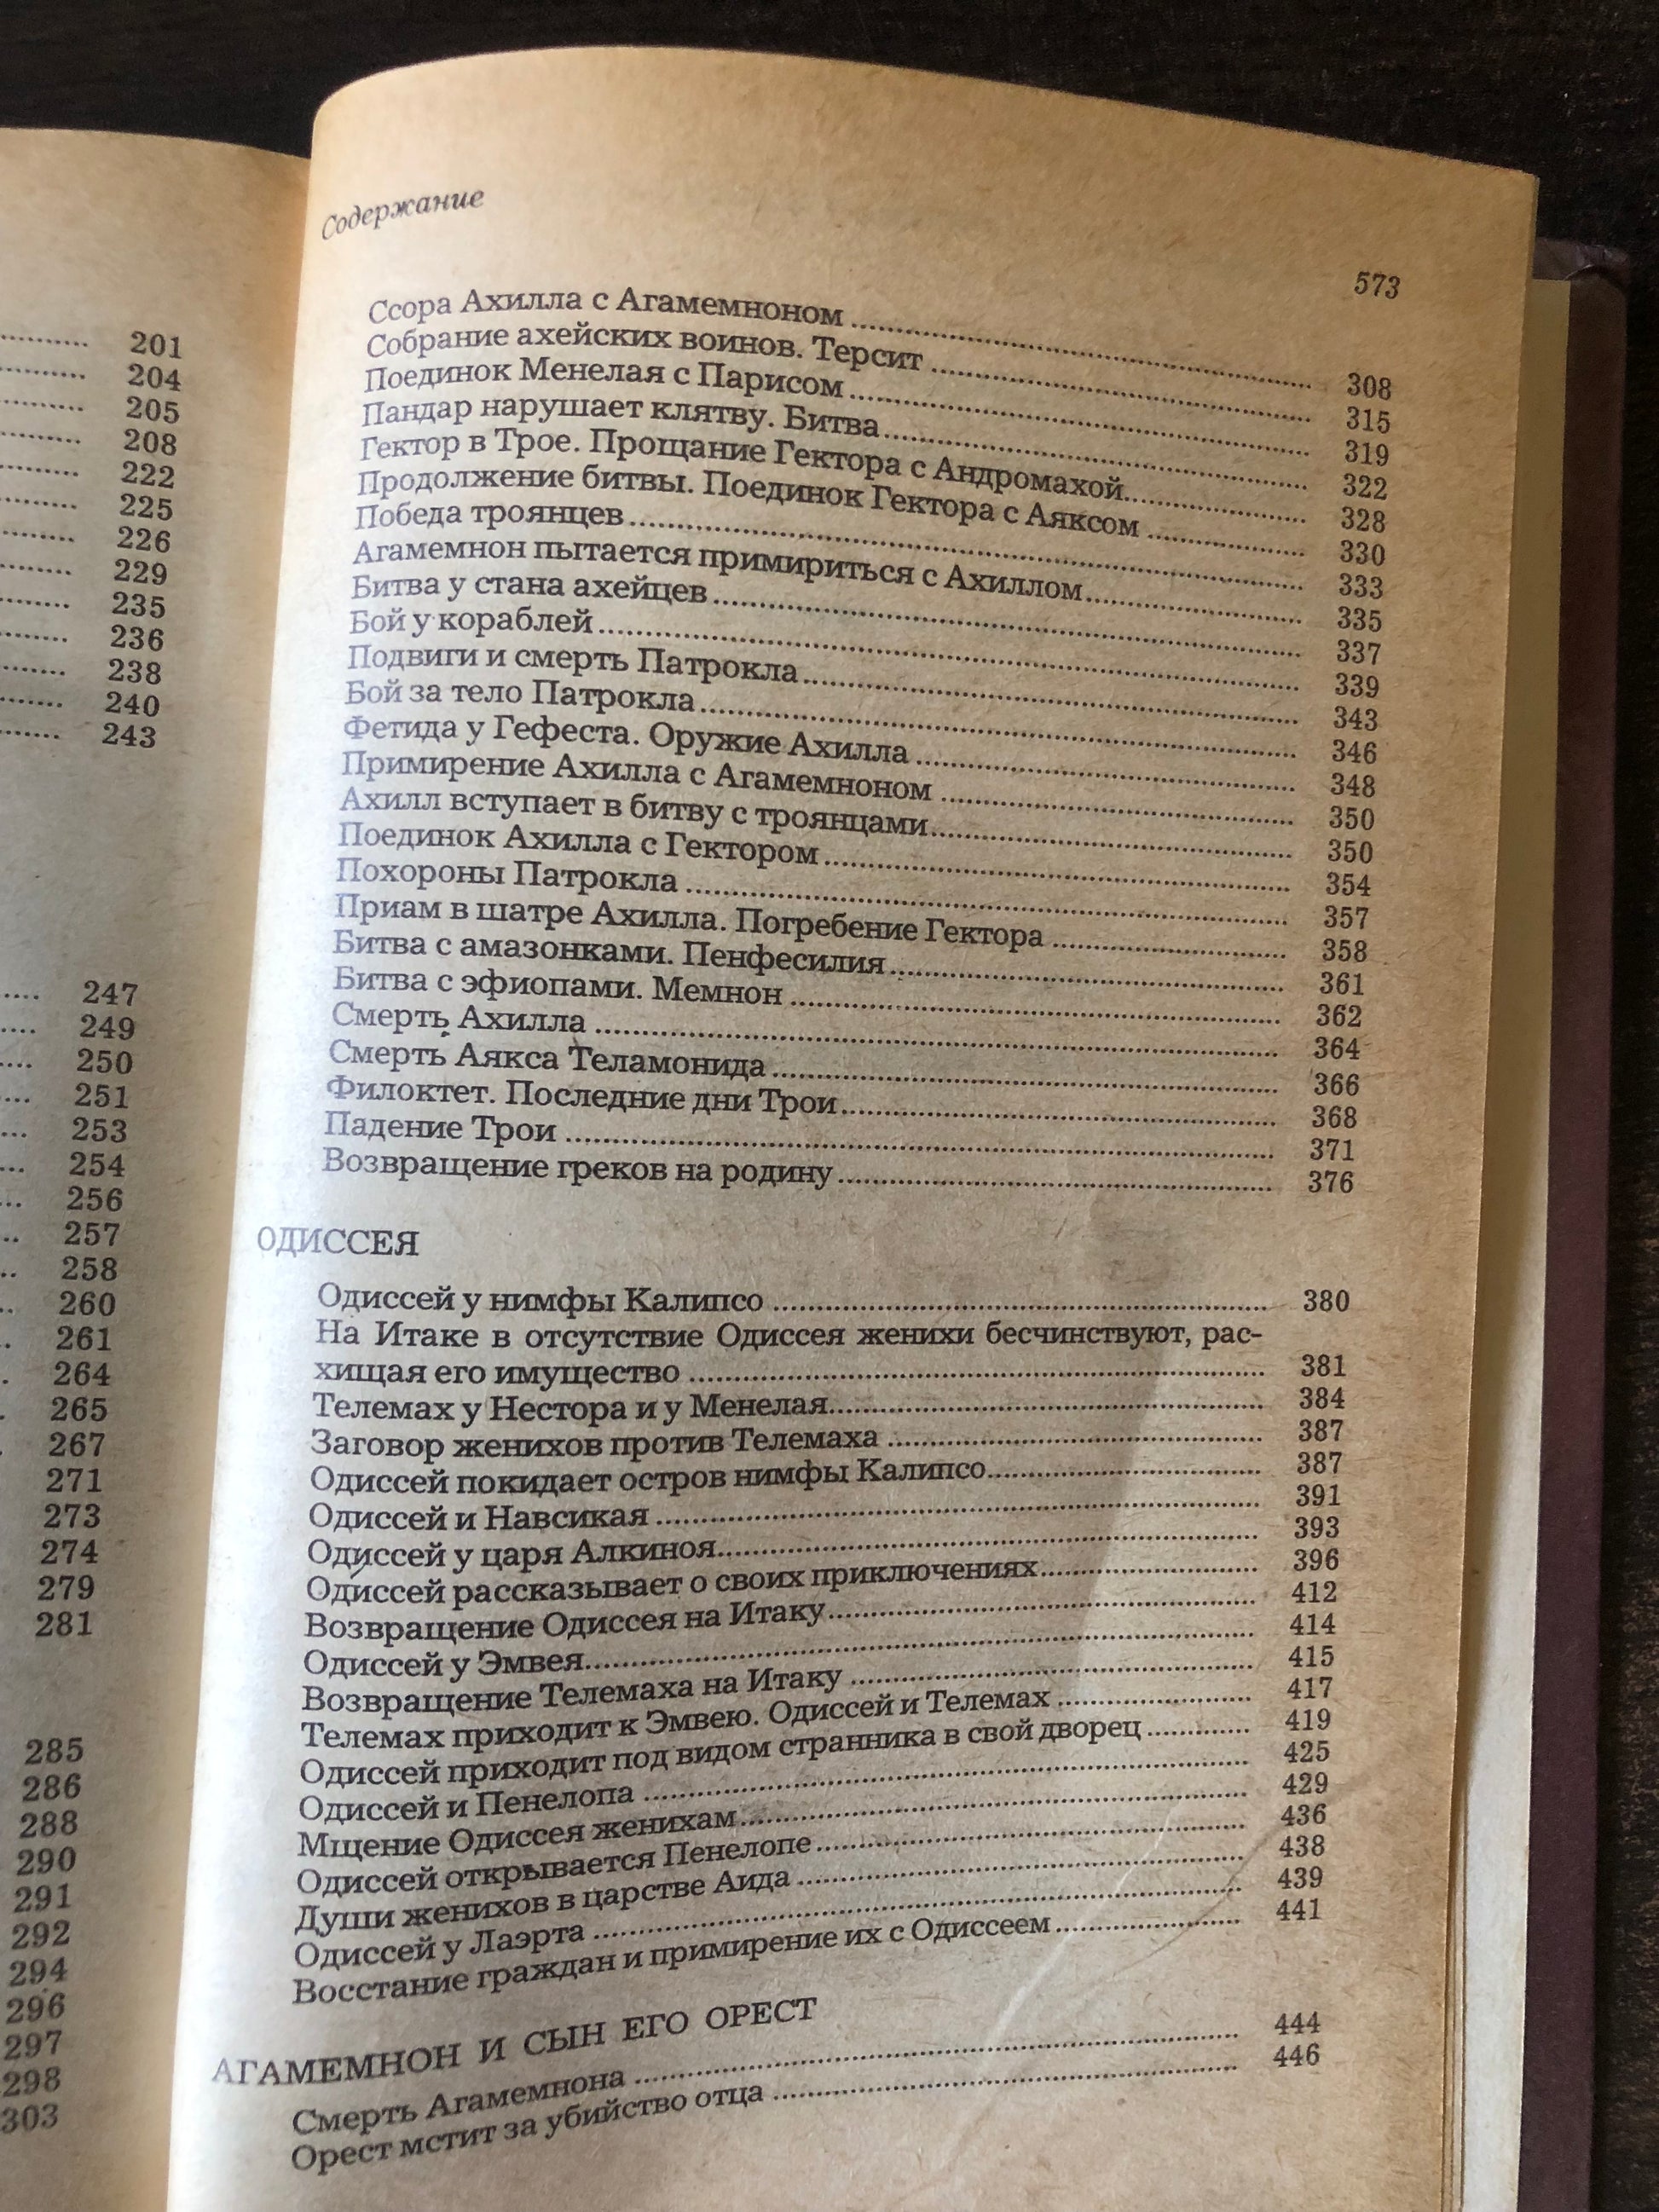 201
204
205
208
222
225
226
229
235
236
238
240
243
247
249
250
251
253
254
256
257
258
260
261
264
265
267
271
273
274
279
281
285
286
288
290
291
292
294
296
297
298
303
Содержание
573
Ссора Ахилла с Агамемноном 308
Собрание ахейских воинов. Терсит 315
Поединок Менелая с Парисом 319
Пандар нарушает клятву. Битва 322
Гектор в Трое. Прощание Гектора с Андромахой 328
Продолжение битвы. Поединок Гектора с Аяксом 330
Победа троянцев 333
Агамемнон пытается примириться с Ахиллом 335
Битва у стана ахейцев 337
Бой у кораблей 339
Подвиги и смерть Патрокла 343
Бой за тело Патрокла 346
Фетида у Гефеста. Оружие Ахилла 348
Примирение Ахилла с Агамемноном 350
Ахилл вступает в битву с троянцами 350
Поединок Ахилла с Гектором 354
Похороны Патрокла 357
Приам в шатре Ахилла. Погребение Гектора 358
Битва с амазонками. Пенфесилия 361
Битва с эфиопами. Мемнон 362
Смерть Ахилла 364
Смерть Аякса Теламонида 366
Филоктет. Последние дни Трои 368
Падение Трои 371
Возвращение греков на родину 376
ОДИССЕЯ
Одиссей у нимфы Калипсо 380
На Итаке в отсутствие Одиссея женихи бесчинствуют, рас-
хищая его имущество 381
Телемах у Нестора и у Менелая 384
Заговор женихов против Телемаха 387
Одиссей покидает остров нимфы Калипсо 387
Одиссей и Навсикая 391
Одиссей у царя Алкиноя 393
Одиссей рассказывает о своих приключениях 396
Возвращение Одиссея на Итаку 412
Одиссей у Эмвея 414
Возвращение Телемаха на Итаку 415
Телемах приходит к Эмвею. Одиссей и Телемах 417
Одиссей приходит под видом странника в свой дворец 419
Одиссей и Пенелопа 425
Мщение Одиссея женихам 429
Одиссей открывается Пенелопе 436
Души женихов в царстве Аида 438
Одиссей у Лаэрта 439
Восстание граждан и примирение их с Одиссеем 441
АГАМЕМНОН И СЫН ЕГО ОРЕСТ
Смерть Агамемнона 444
Орест мстит за убийство отца 446